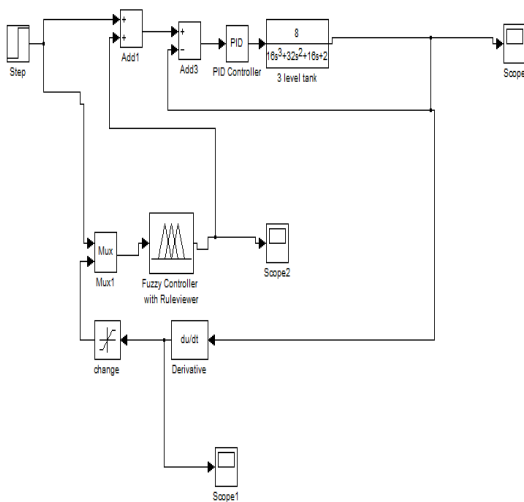 Step
+
+
Add1
+
−
Add3
PID
PID Controller
8
16s³+32s²+16s+2
3 level tank
Scope
Mux
Mux1
Fuzzy Controller
with Ruleviewer
Scope2
change
du/dt
Derivative
Scope1